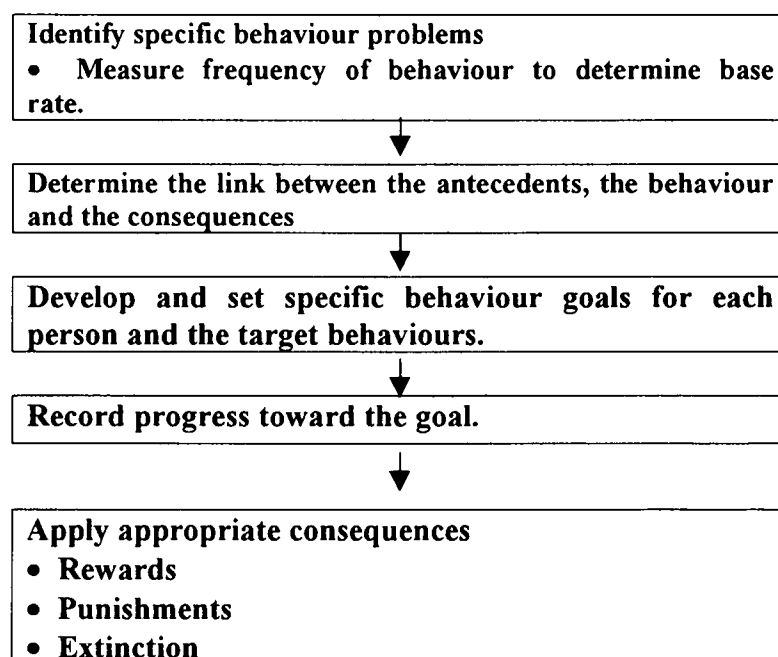 Identify specific behaviour problems
• Measure frequency of behaviour to determine base
rate.
Determine the link between the antecedents, the behaviour
and the consequences
Develop and set specific behaviour goals for each
person and the target behaviours.
Record progress toward the goal.
Apply appropriate consequences
• Rewards
• Punishments
• Extinction